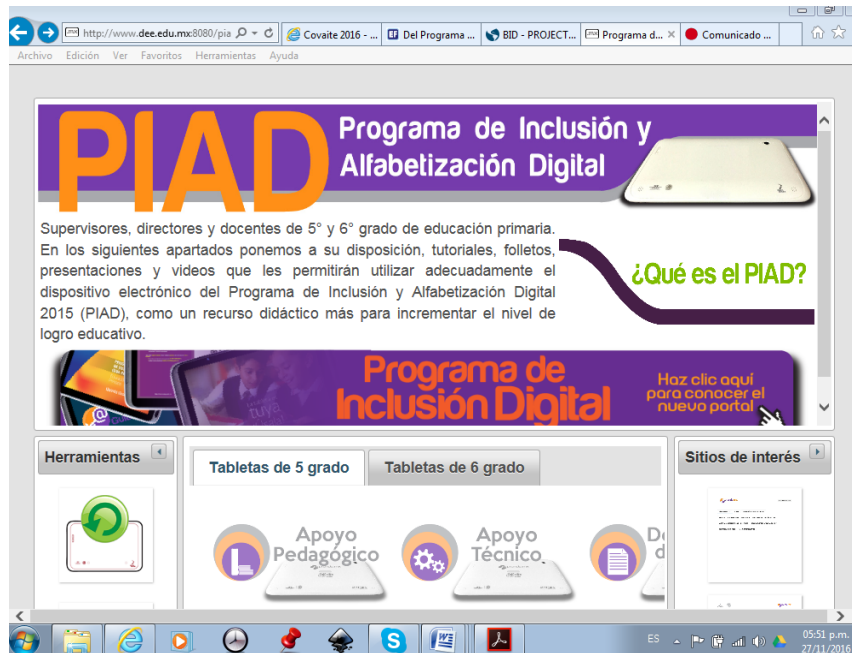 http://www.dee.edu.mx:8080/pia
Covaite 2016 - ...
Del Programa ...
BID - PROJECT...
Programa d...
Comunicado ...
Archivo Edición Ver Favoritos Herramientas Ayuda
PIAD
Programa de Inclusión y
Alfabetización Digital
Supervisores, directores y docentes de 5° y 6° grado de educación primaria.
En los siguientes apartados ponemos a su disposición, tutoriales, folletos,
presentaciones y videos que les permitirán utilizar adecuadamente el
dispositivo electrónico del Programa de Inclusión y Alfabetización Digital
2015 (PIAD), como un recurso didáctico más para incrementar el nivel de
logro educativo.
¿Qué es el PIAD?
Programa de
Inclusión Digital
Haz clic aquí
para conocer el
nuevo portal
Herramientas
Tabletas de 5 grado
Tabletas de 6 grado
Sitios de interés
Apoyo
Pedagógico
Apoyo
Técnico
ES
05:51 p.m.
27/11/2016